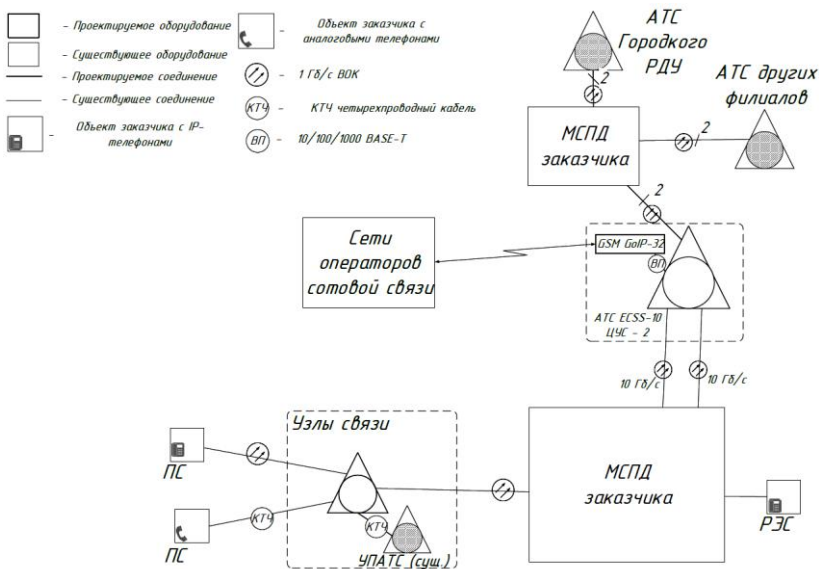 - Проектируемое оборудование
- Существующее оборудование
- Проектируемое соединение
- Существующее соединение
- Объект заказчика с IP-
телефонами
- Объект заказчика с
аналоговыми телефонами
- 1 Гб/с ВОК
КТЧ - КТЧ четырехпроводный кабель
ВП - 10/100/1000 BASE-T
АТС
Городкого
РДУ
2
АТС других
филиалов
МСПД
заказчика
2
2
Сети
операторов
сотовой связи
GSM GoIP-32
ВП
АТС ECSS-10
ЦУС - 2
10 Гб/с
10 Гб/с
Узлы связи
ПС
МСПД
заказчика
КТЧ
КТЧ
ПС
УПАТС (сущ.)
РЭС